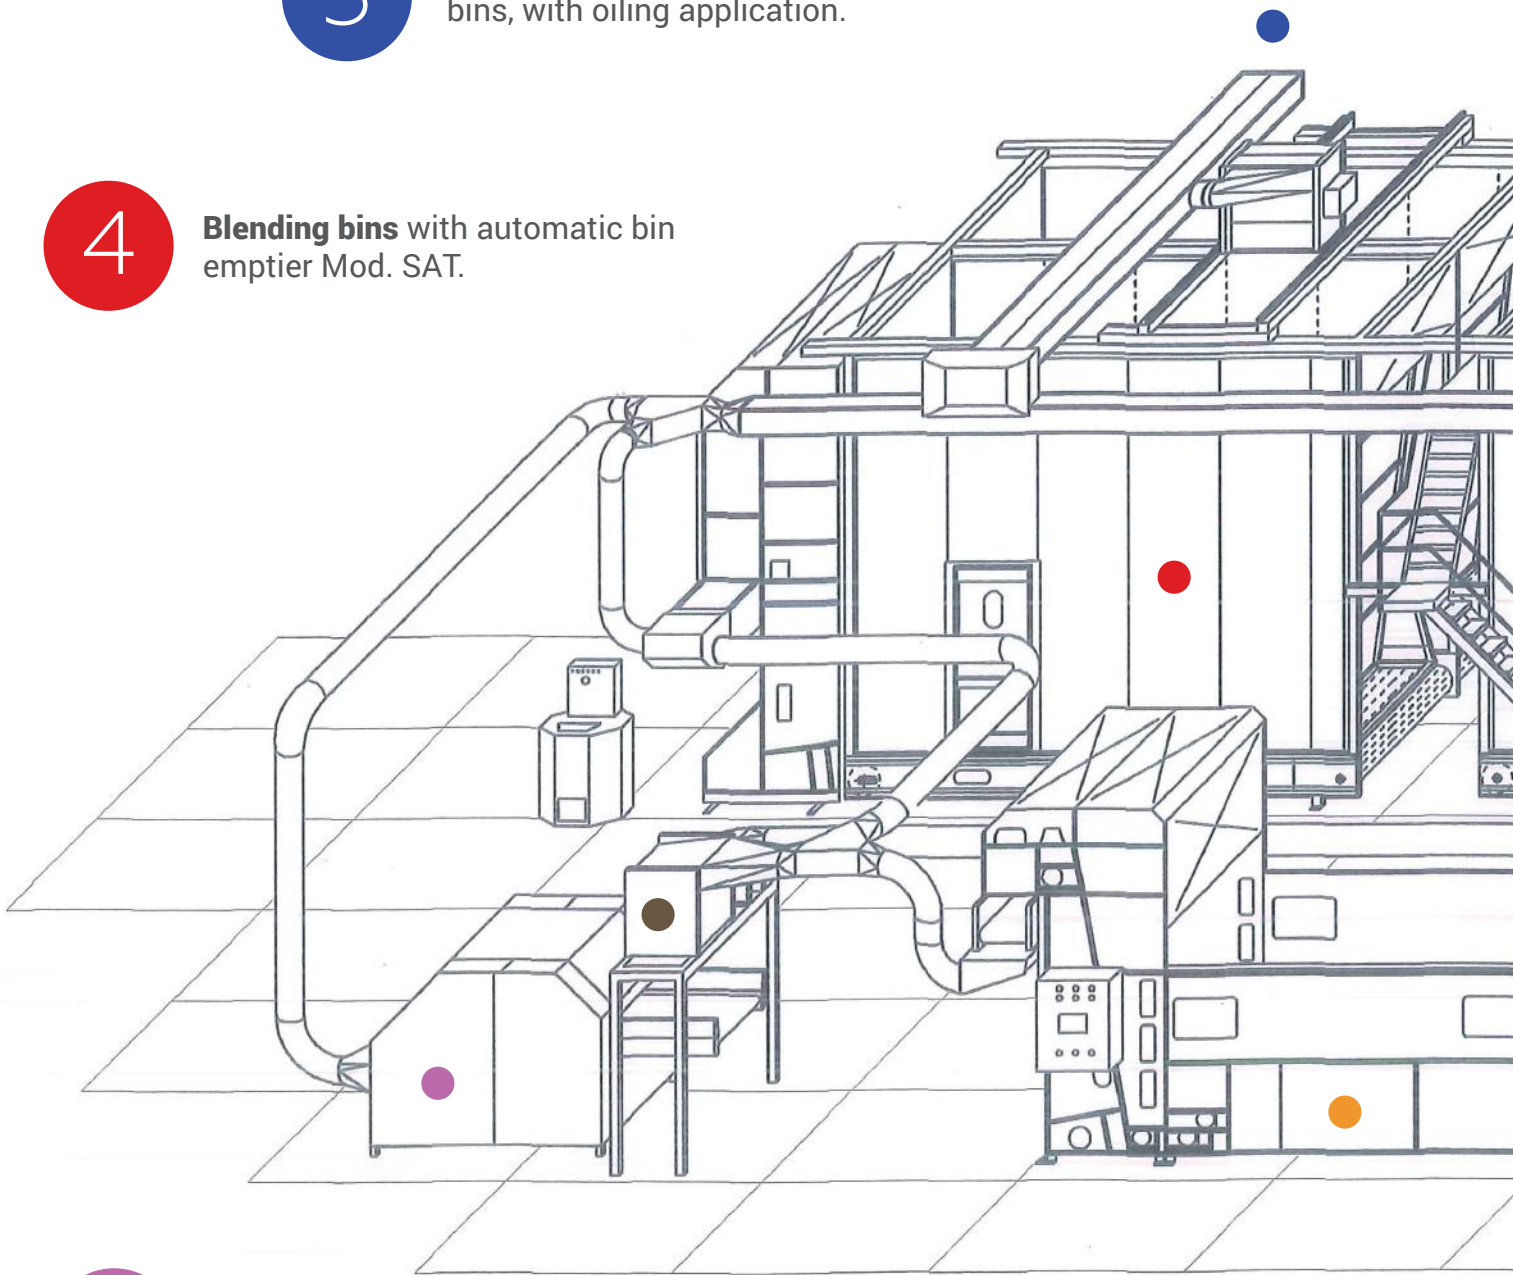 bins, with oiling application.
4
Blending bins with automatic bin
emptier Mod. SAT.